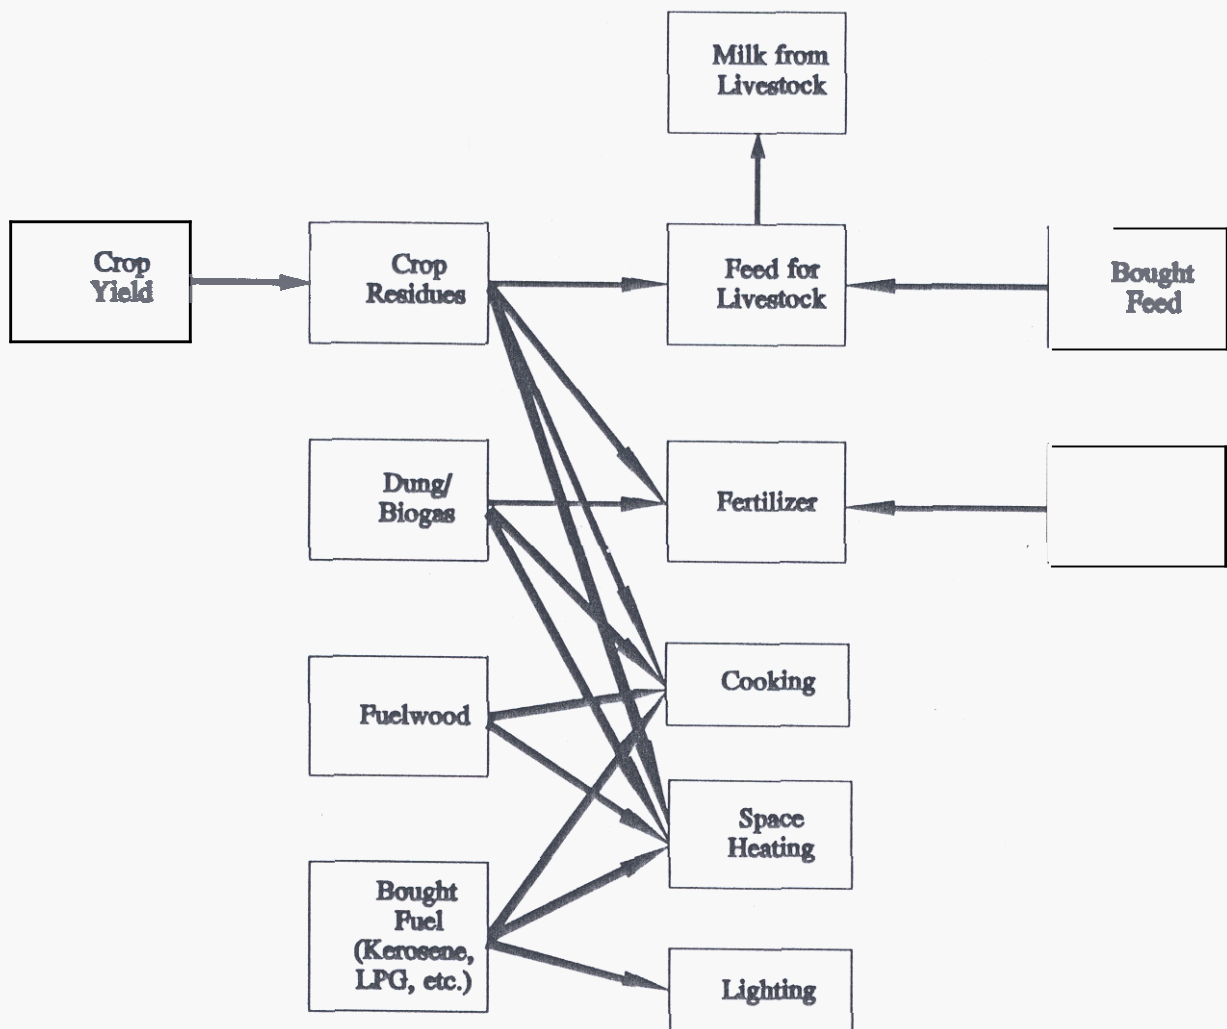 Milk from
Livestock
Crop
Yield
Crop
Residues
Feed for
Livestock
Bought
Feed
Dung/
Biogas
Fertilizer
Fuelwood
Cooking
Space
Heating
Bought
Fuel
(Kerosene,
LPG, etc.)
Lighting